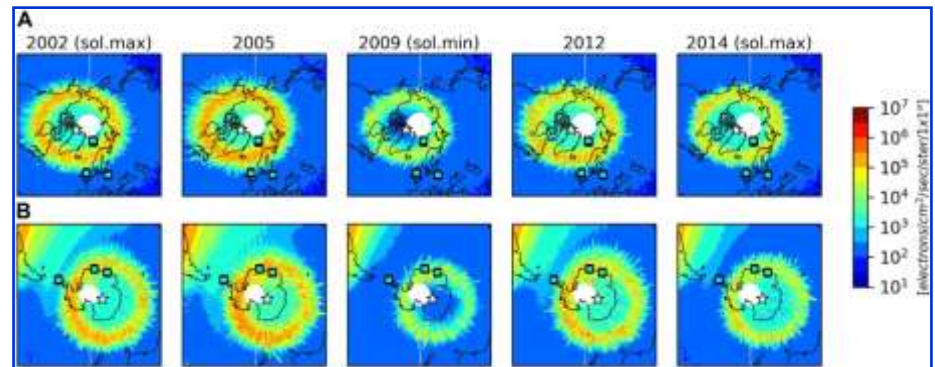 A
2002 (sol.max) 2005 2009 (sol.min) 2012 2014 (sol.max)
B
10⁷
10⁶
10⁵
10⁴
10³
10²
10¹
[electrons/cm²/sec/ster/1x1°]